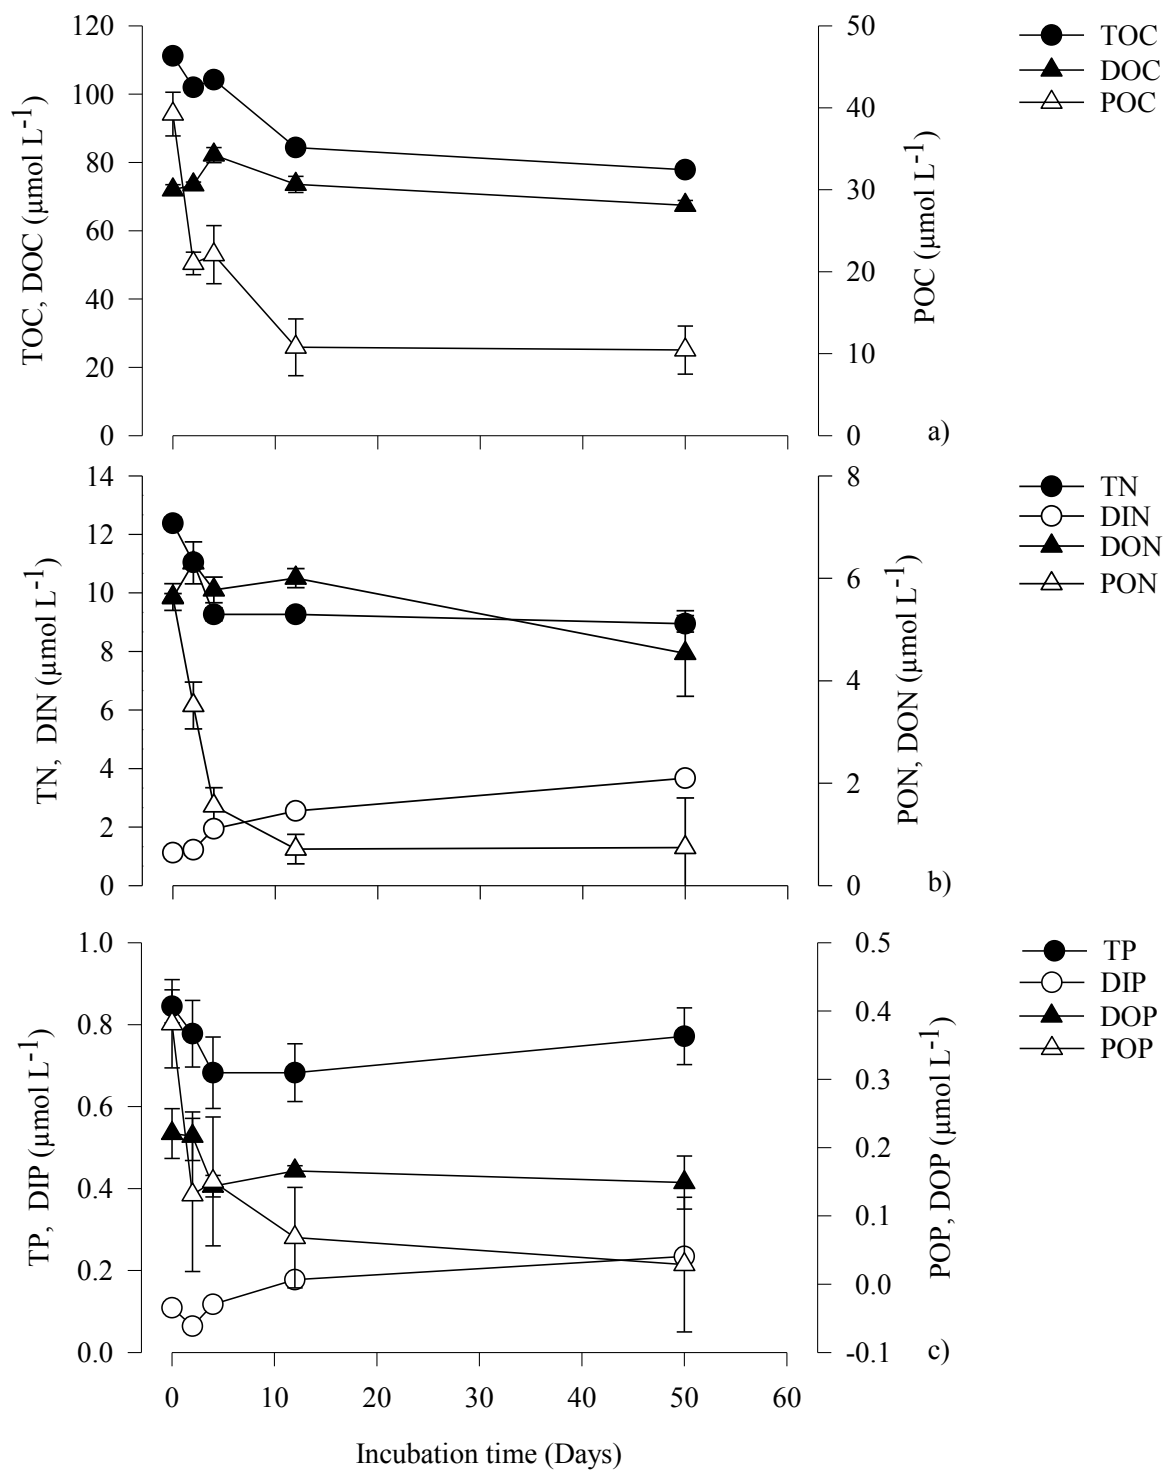 120
100
80
60
40
20
0
TOC, DOC (µmol L-1)
50
40
30
20
10
0
POC (µmol L-1)
TOC
DOC
POC
a)
14
12
10
8
6
4
2
0
TN, DIN (µmol L-1)
8
6
4
2
0
PON, DON (µmol L-1)
TN
DIN
DON
PON
b)
1.0
0.8
0.6
0.4
0.2
0.0
TP, DIP (µmol L-1)
0.5
0.4
0.3
0.2
0.1
0.0
-0.1
POP, DOP (µmol L-1)
TP
DIP
DOP
POP
c)
0 10 20 30 40 50 60
Incubation time (Days)